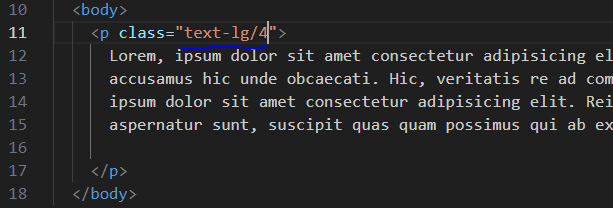 10 <body>
11 <p class="text-lg/4">
12 Lorem, ipsum dolor sit amet consectetur adipisicing el
13 accusamus hic unde obcaecati. Hic, veritatis re ad com
14 ipsum dolor sit amet consectetur adipisicing elit. Rei
15 aspernatur sunt, suscipit quas quam possimus qui ab ex
16
17 </p>
18 </body>